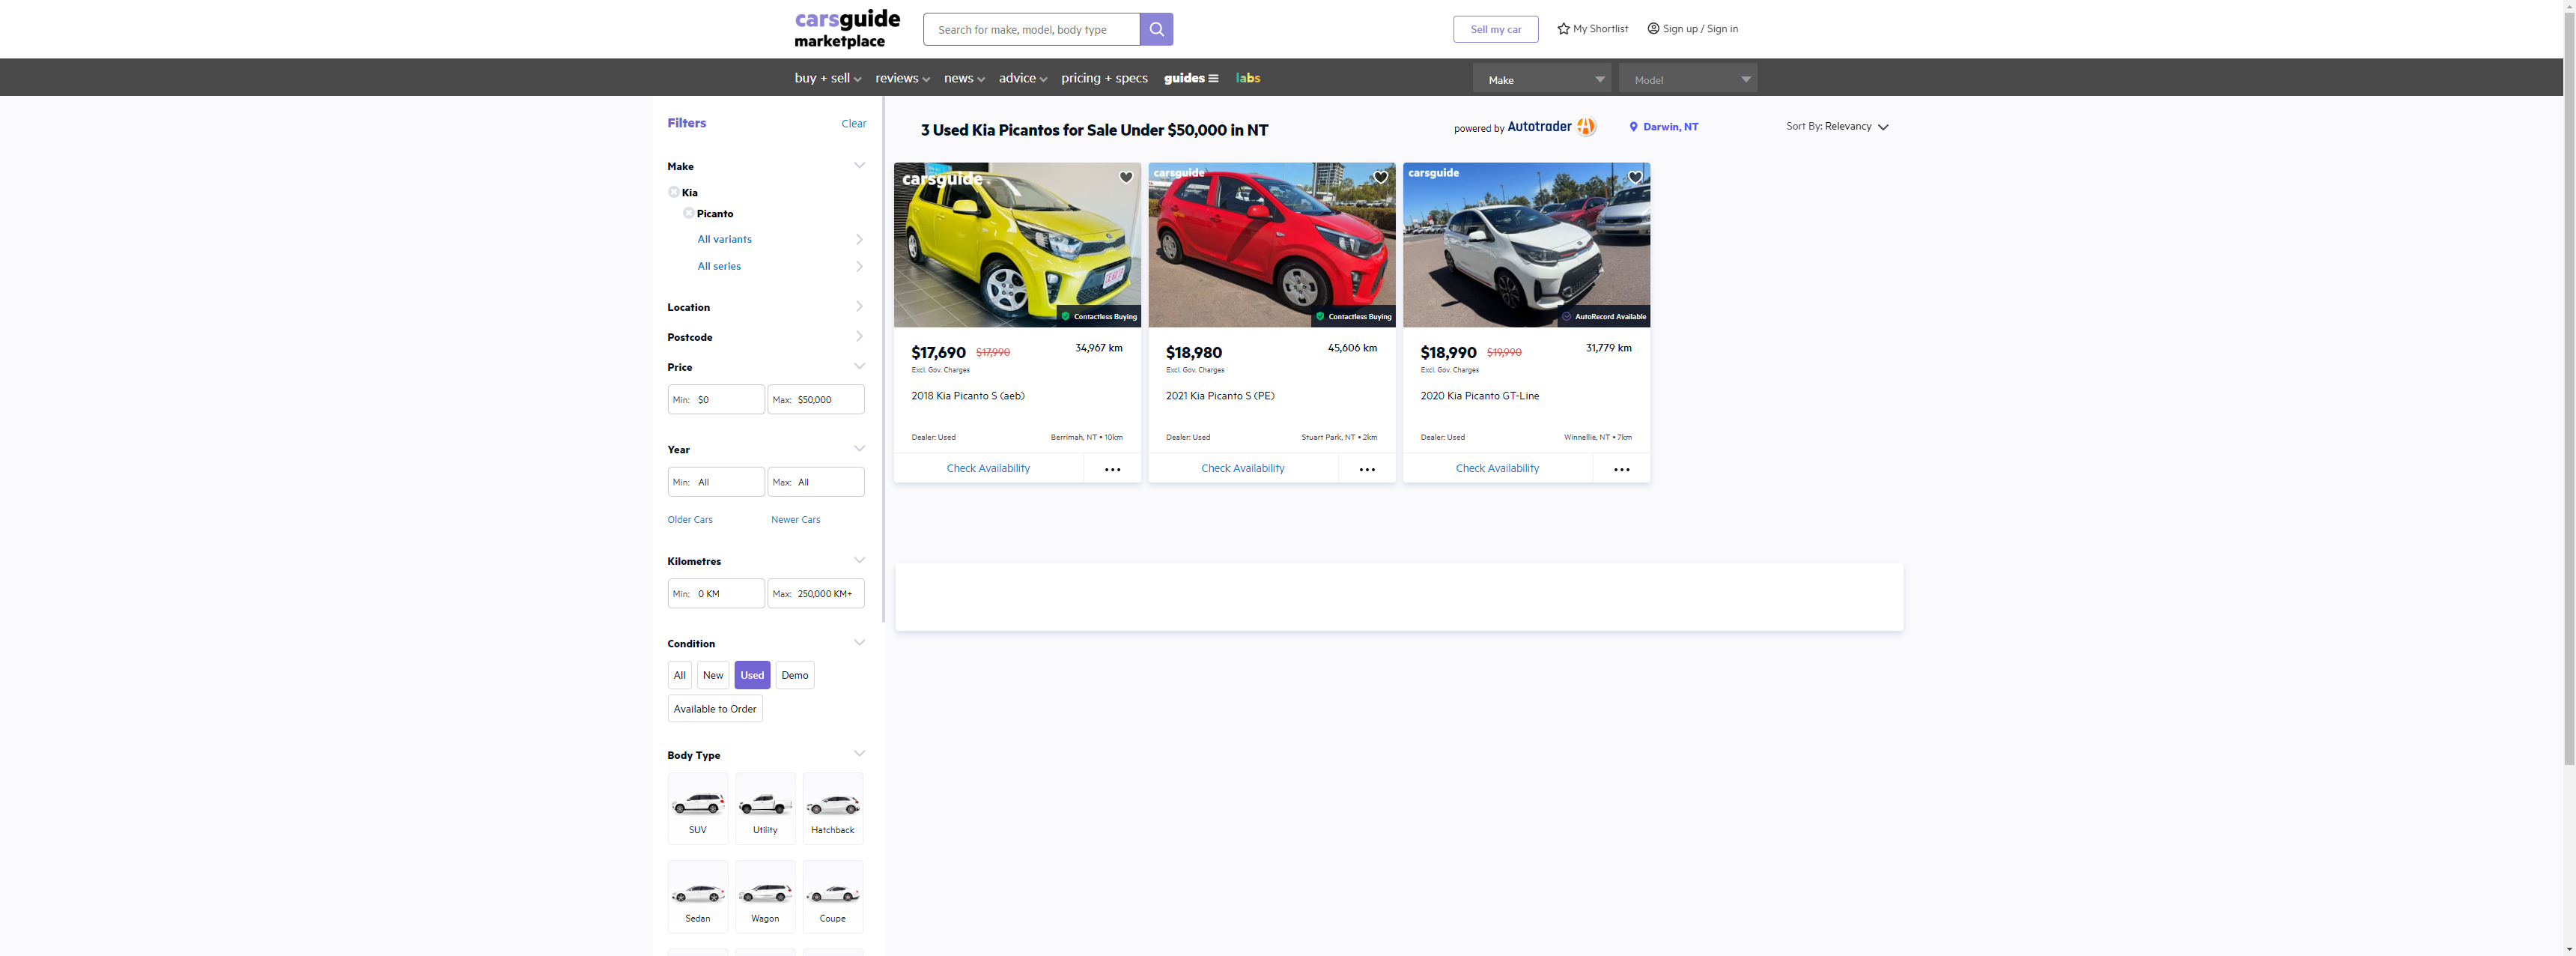 carsguide
marketplace
Search for make, model, body type
Sell my car
My Shortlist
Sign up / Sign in
buy + sell
reviews
news
advice
pricing + specs
guides
labs
Make
Model
Filters
Clear
Make
Kia
Picanto
All variants
All series
Location
Postcode
Price
Min: $0
Max: $50,000
Year
Min: All
Max: All
Older Cars
Newer Cars
Kilometres
Min: 0 KM
Max: 250,000 KM+
Condition
All
New
Used
Demo
Available to Order
Body Type
SUV
Utility
Hatchback
Sedan
Wagon
Coupe
3 Used Kia Picantos for Sale Under $50,000 in NT
powered by Autotrader
Darwin, NT
Sort By: Relevancy
carsguide
Contactless Buying
$17,690 $17,990
34,967 km
Excl. Gov. Charges
2018 Kia Picanto S (aeb)
Dealer: Used
Berrimah, NT • 10km
Check Availability
carsguide
Contactless Buying
$18,980
45,606 km
Excl. Gov. Charges
2021 Kia Picanto S (PE)
Dealer: Used
Stuart Park, NT • 2km
Check Availability
carsguide
AutoRecord Available
$18,990 $19,990
31,779 km
Excl. Gov. Charges
2020 Kia Picanto GT-Line
Dealer: Used
Winnellie, NT • 7km
Check Availability